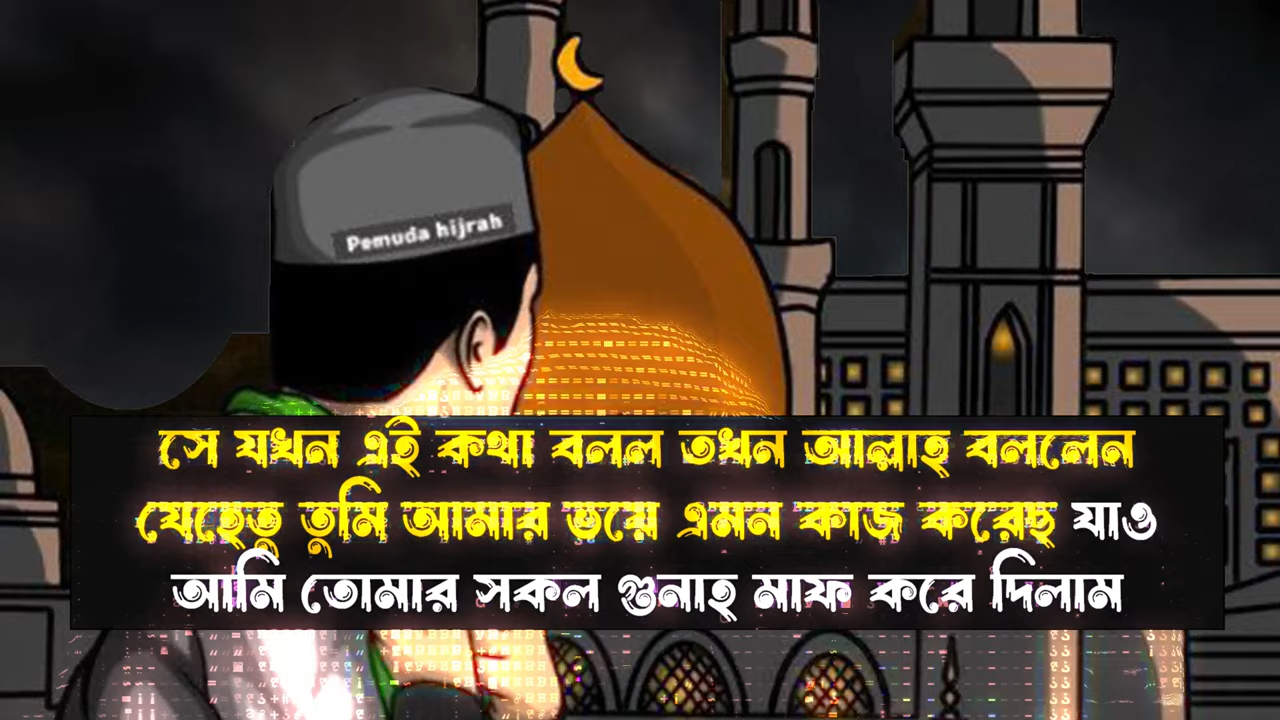 Pemuda hijrah
সে যখন এই কথা বলল তখন আল্লাহ বললেন
যেহেতু তুমি আমার ভয়ে এমন কাজ করেছ যাও
আমি তোমার সকল গুনাহ মাফ করে দিলাম